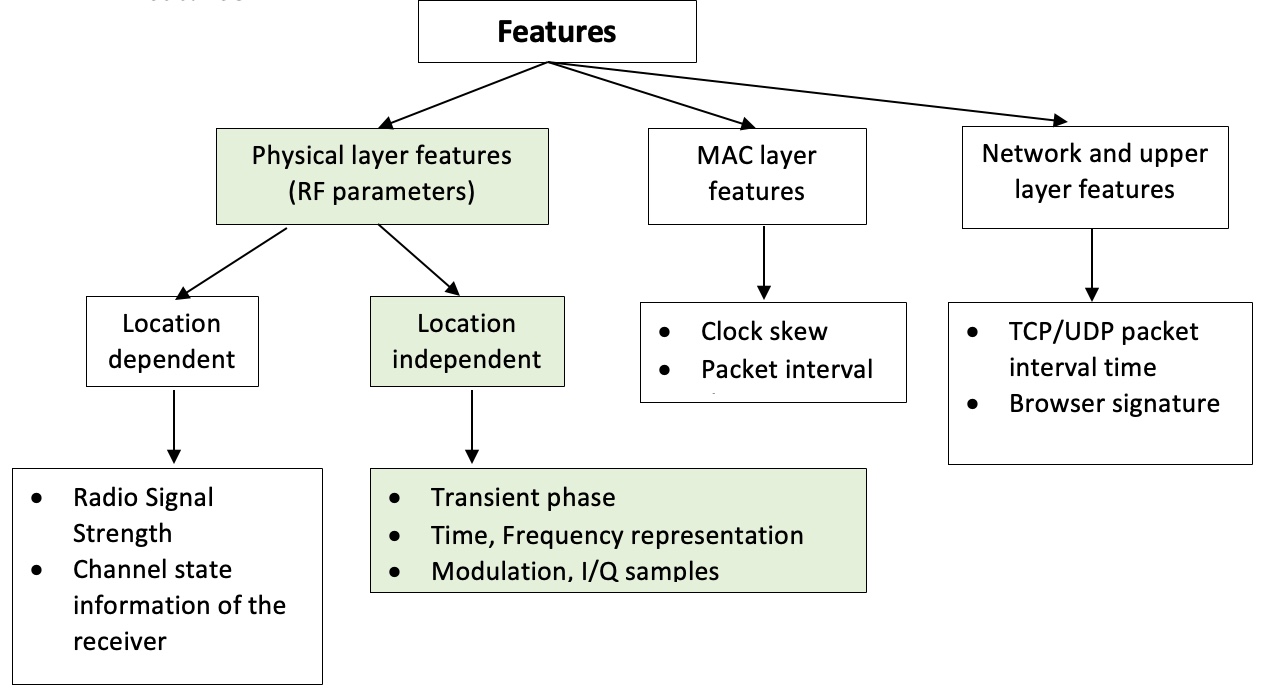 Features
Physical layer features
(RF parameters)
MAC layer
features
Network and upper
layer features
Location
dependent
Location
independent
• Clock skew
• Packet interval
• TCP/UDP packet
interval time
• Browser signature
• Radio Signal
Strength
• Channel state
information of the
receiver
• Transient phase
• Time, Frequency representation
• Modulation, I/Q samples